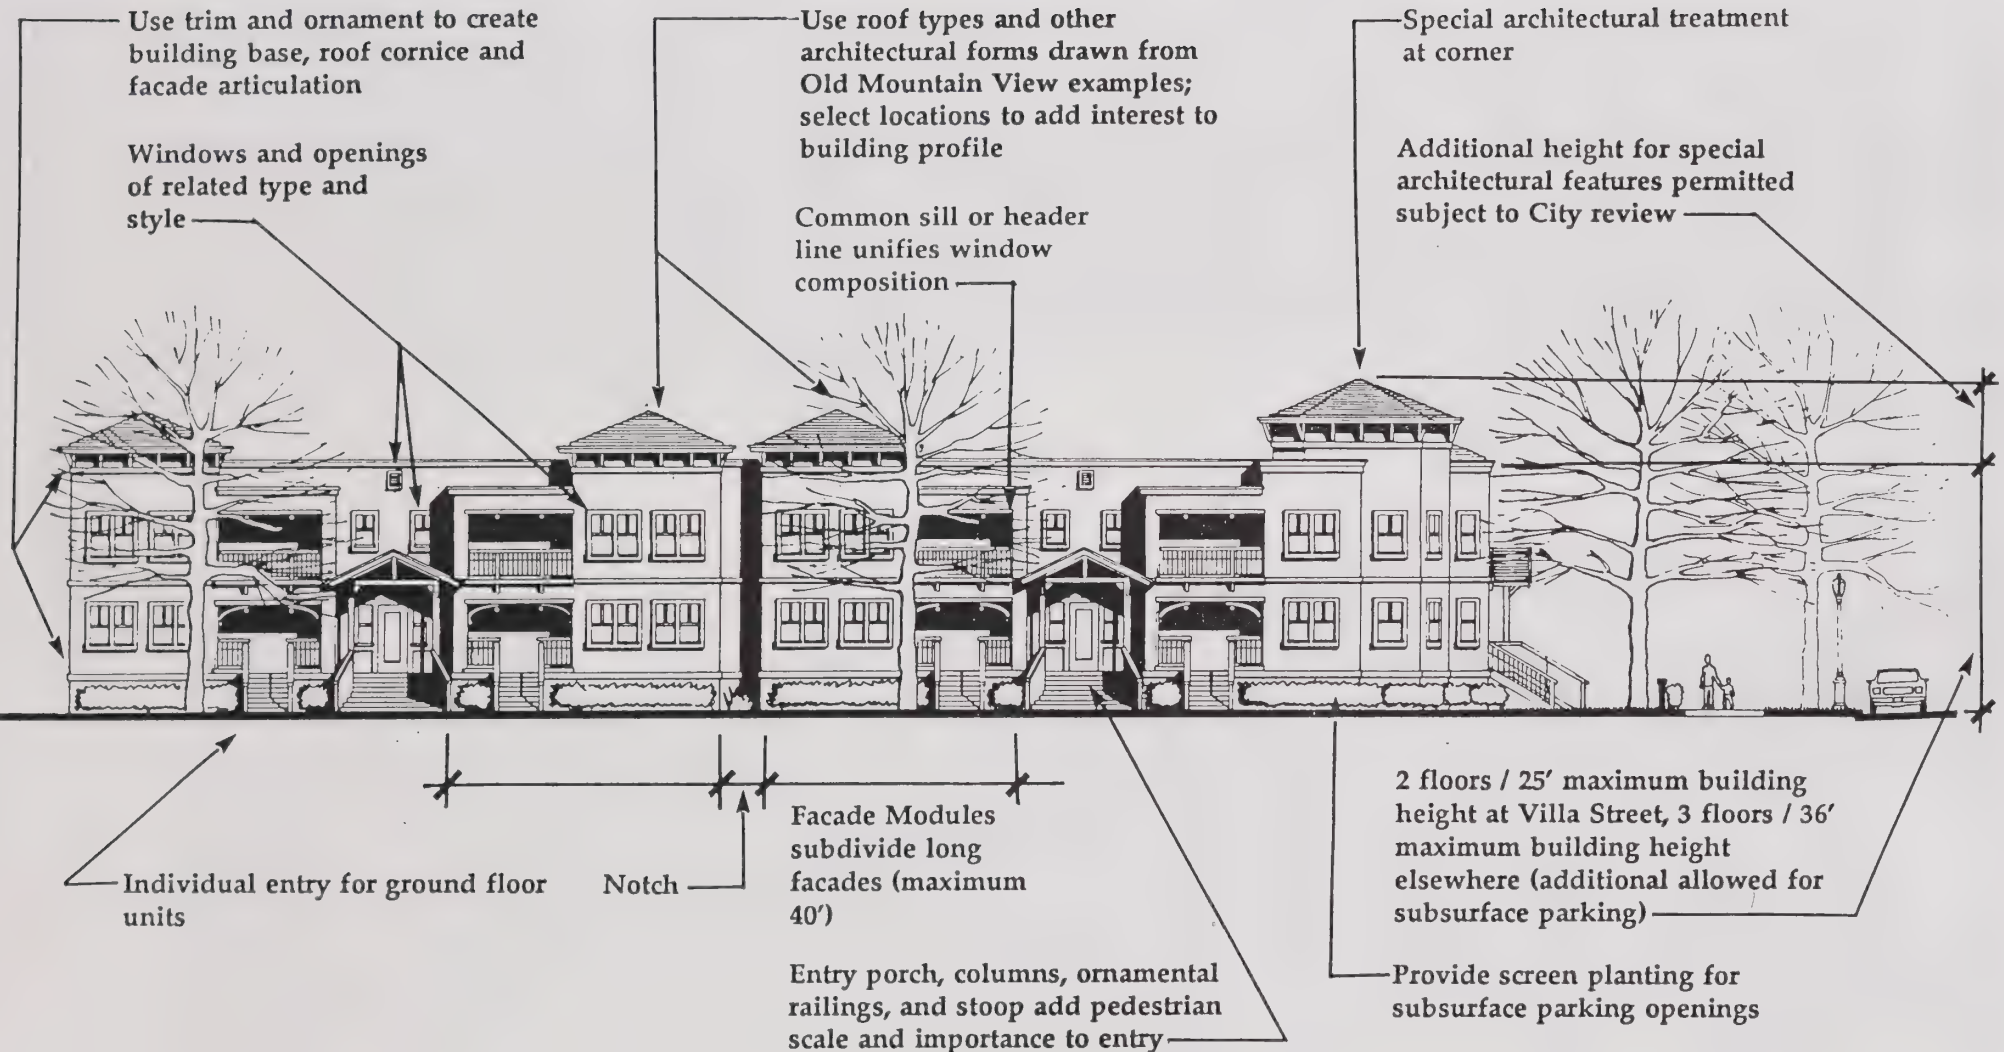 Use trim and ornament to create
building base, roof cornice and
facade articulation
Windows and openings
of related type and
style
Use roof types and other
architectural forms drawn from
Old Mountain View examples;
select locations to add interest to
building profile
Common sill or header
line unifies window
composition
Special architectural treatment
at corner
Additional height for special
architectural features permitted
subject to City review
Individual entry for ground floor
units
Notch
Facade Modules
subdivide long
facades (maximum
40')
Entry porch, columns, ornamental
railings, and stoop add pedestrian
scale and importance to entry
2 floors / 25' maximum building
height at Villa Street, 3 floors / 36'
maximum building height
elsewhere (additional allowed for
subsurface parking)
Provide screen planting for
subsurface parking openings